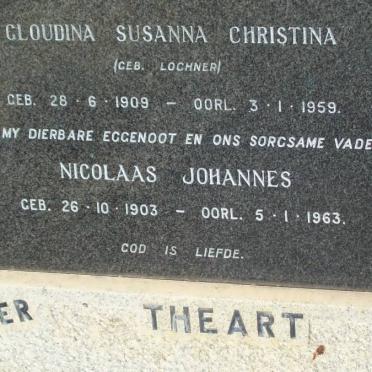 CLOUDINA SUSANNA CHRISTINA
(GEB. LOCHNER)
GEB. 28 · 6 · 1909 – OORL. 3 · 1 · 1959.
MY DIERBARE EGGENOOT EN ONS SORGSAME VADE
NICOLAAS JOHANNES
GEB. 26 · 10 · 1903 – OORL. 5 · 1 · 1963.
GOD IS LIEFDE.
ER THEART